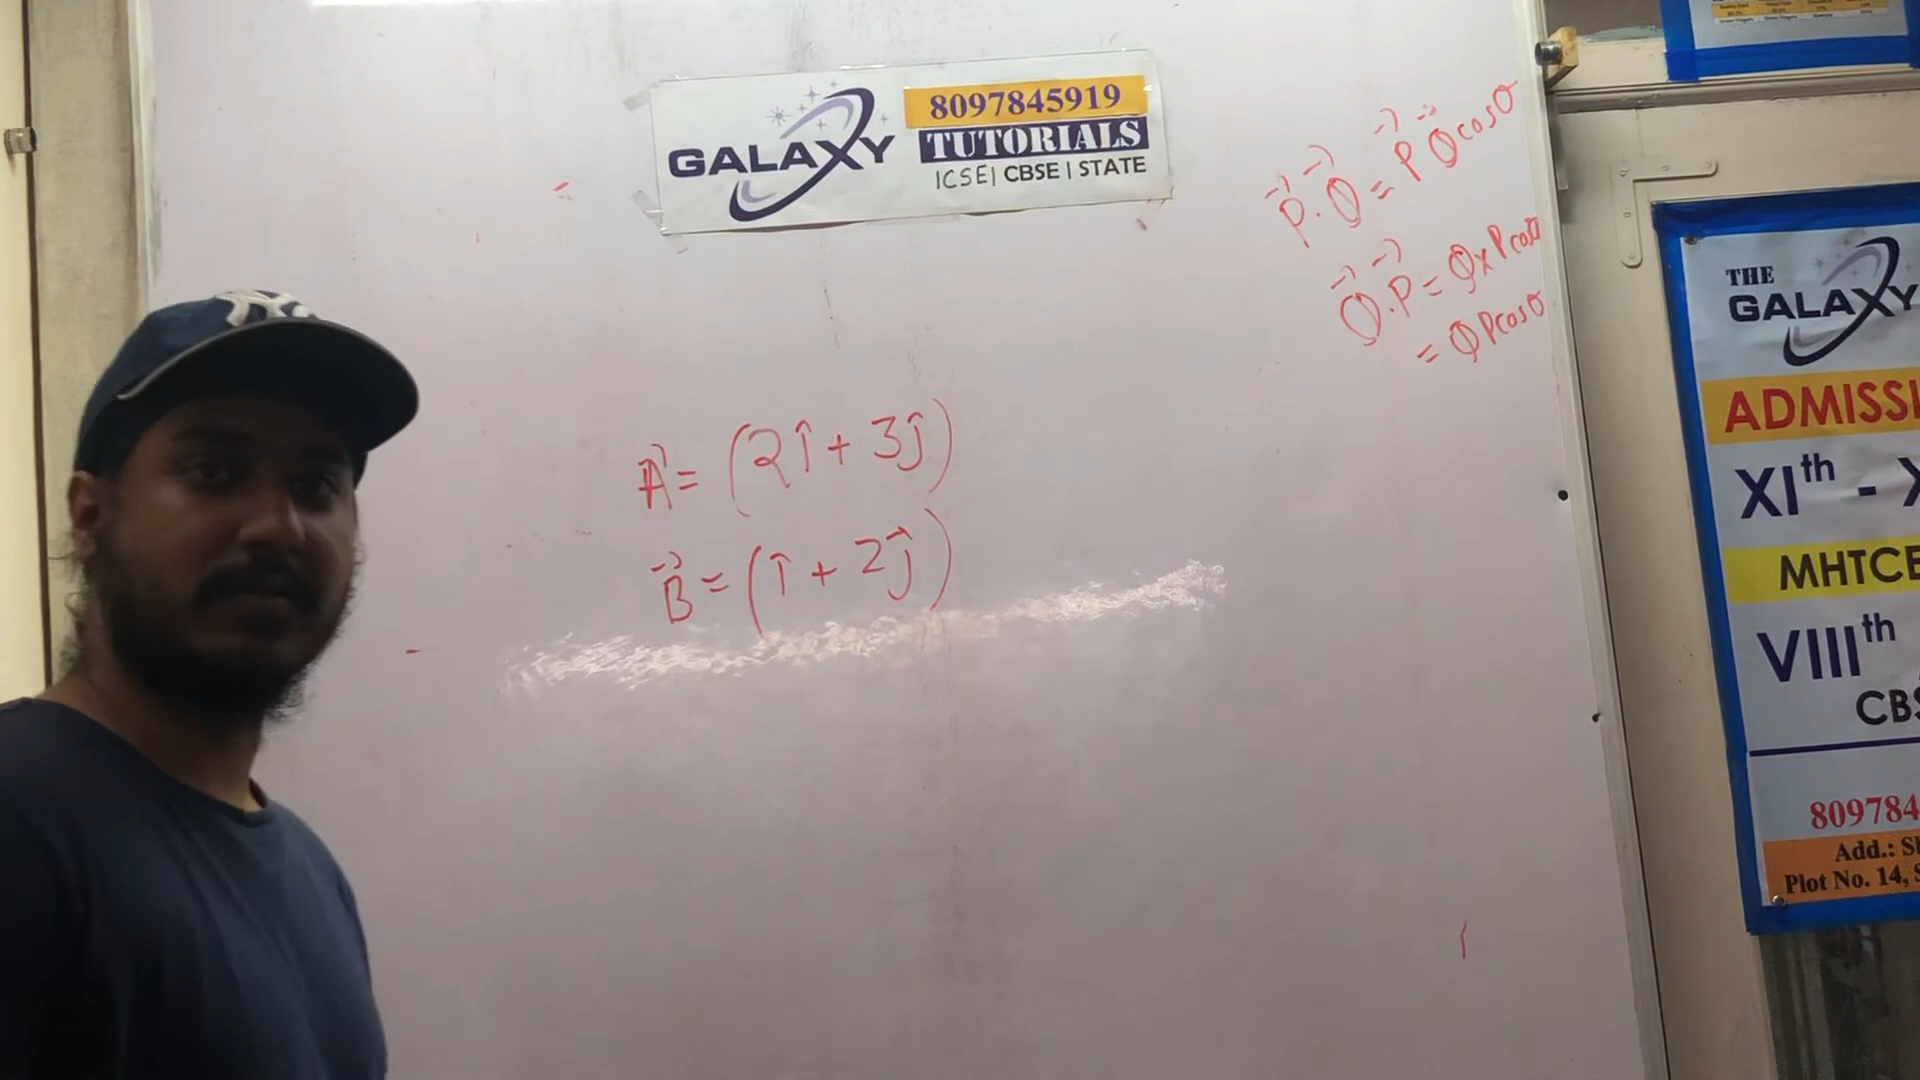 8097845919
GALAXY TUTORIALS
ICSE | CBSE | STATE
P⃗.Q⃗ = P⃗ Q⃗ cosθ
Q⃗.P⃗ = Q x P cosθ
= QP cosθ
A⃗ = (2î + 3ĵ)
B⃗ = (î + 2ĵ)
THE
GALAXY
ADMISSI
XIth - X
MHTCE
VIIIth
CBS
809784
Add.: S
Plot No. 14, S